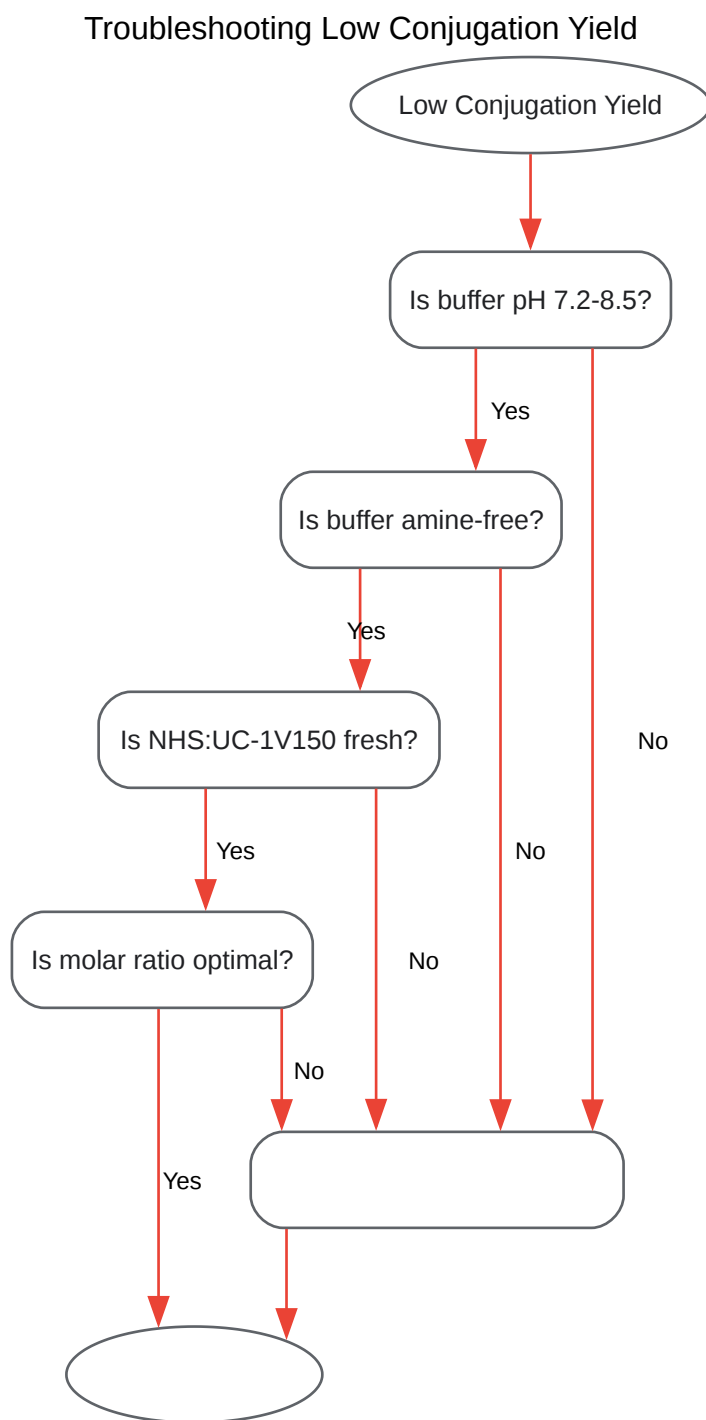 Troubleshooting Low Conjugation Yield
Low Conjugation Yield
Is buffer pH 7.2-8.5?
Yes
Is buffer amine-free?
Yes
Is NHS:UC-1V150 fresh?
No
Yes
No
Is molar ratio optimal?
No
No
Yes